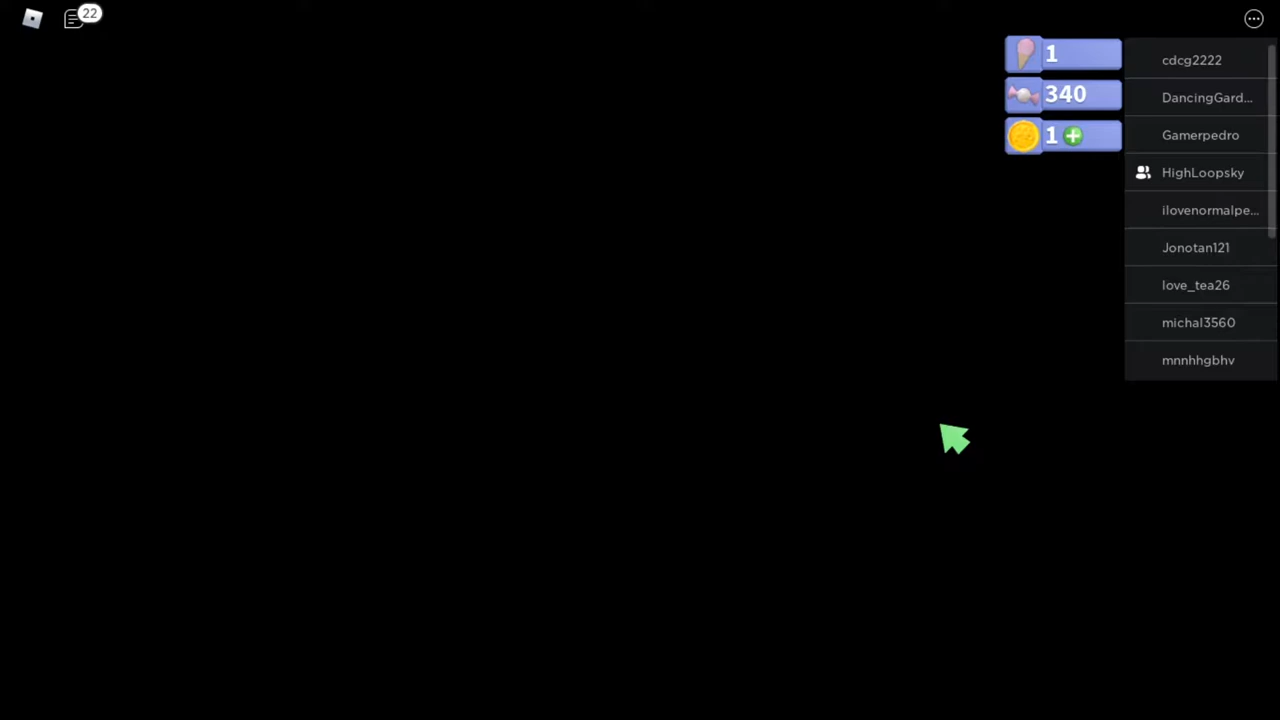 22
1
340
1
cdcg2222
DancingGard...
Gamerpedro
HighLoopsky
ilovenormalpe...
Jonotan121
love_tea26
michal3560
mnnhhgbhv